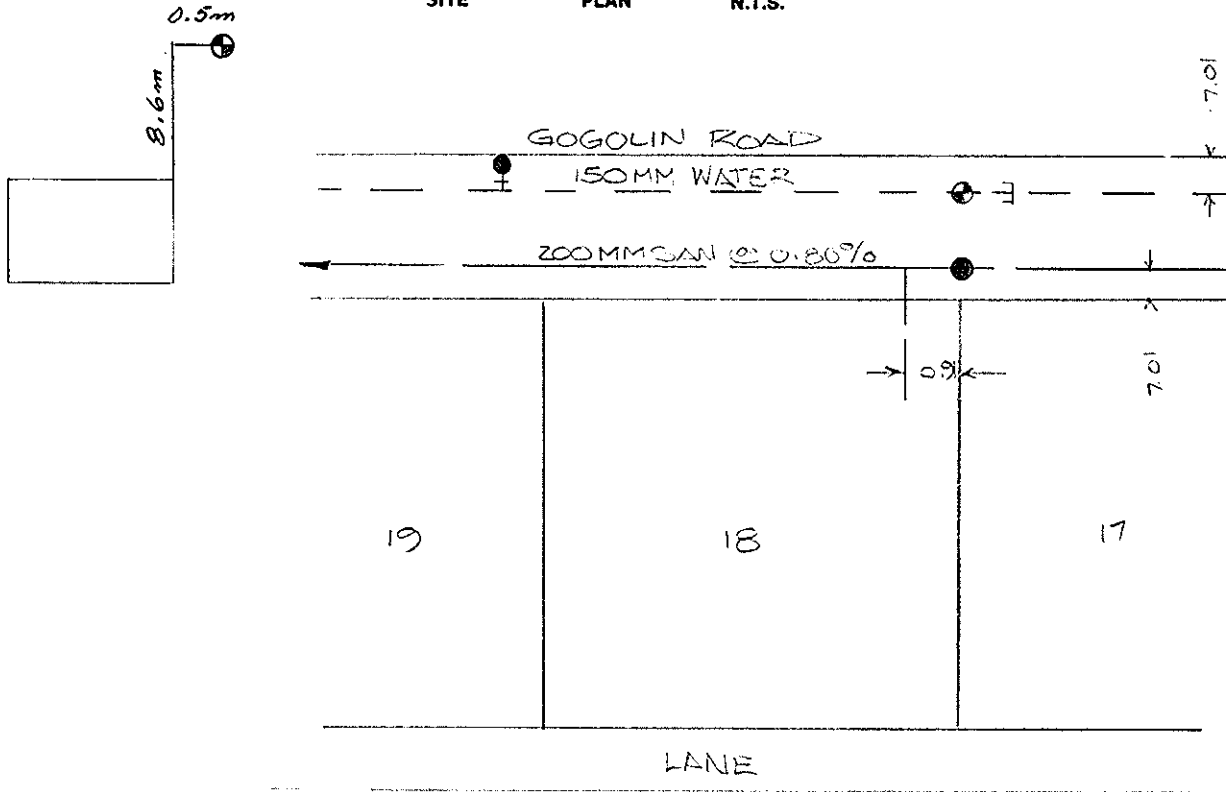 SITE PLAN N.T.S.
0.5m
8.6m
7.01
GOGOLIN ROAD
150MM WATER
200MM SAN @ 0.80%
0.9
7.01
19
18
17
LANE